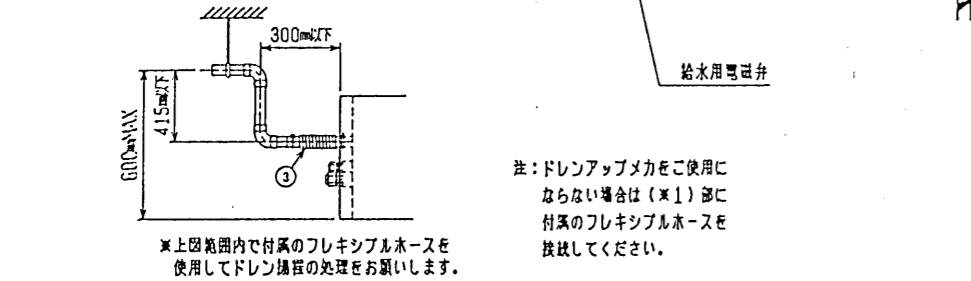 300mm以下
415mm以下
600mmMAX
③
※上図範囲内で付属のフレキシブルホースを
使用してドレン揚程の処理をお願いします。
給水用電磁弁
注:ドレンアップメカをご使用に
ならない場合は(※1)部に
付属のフレキシブルホースを
接続してください。